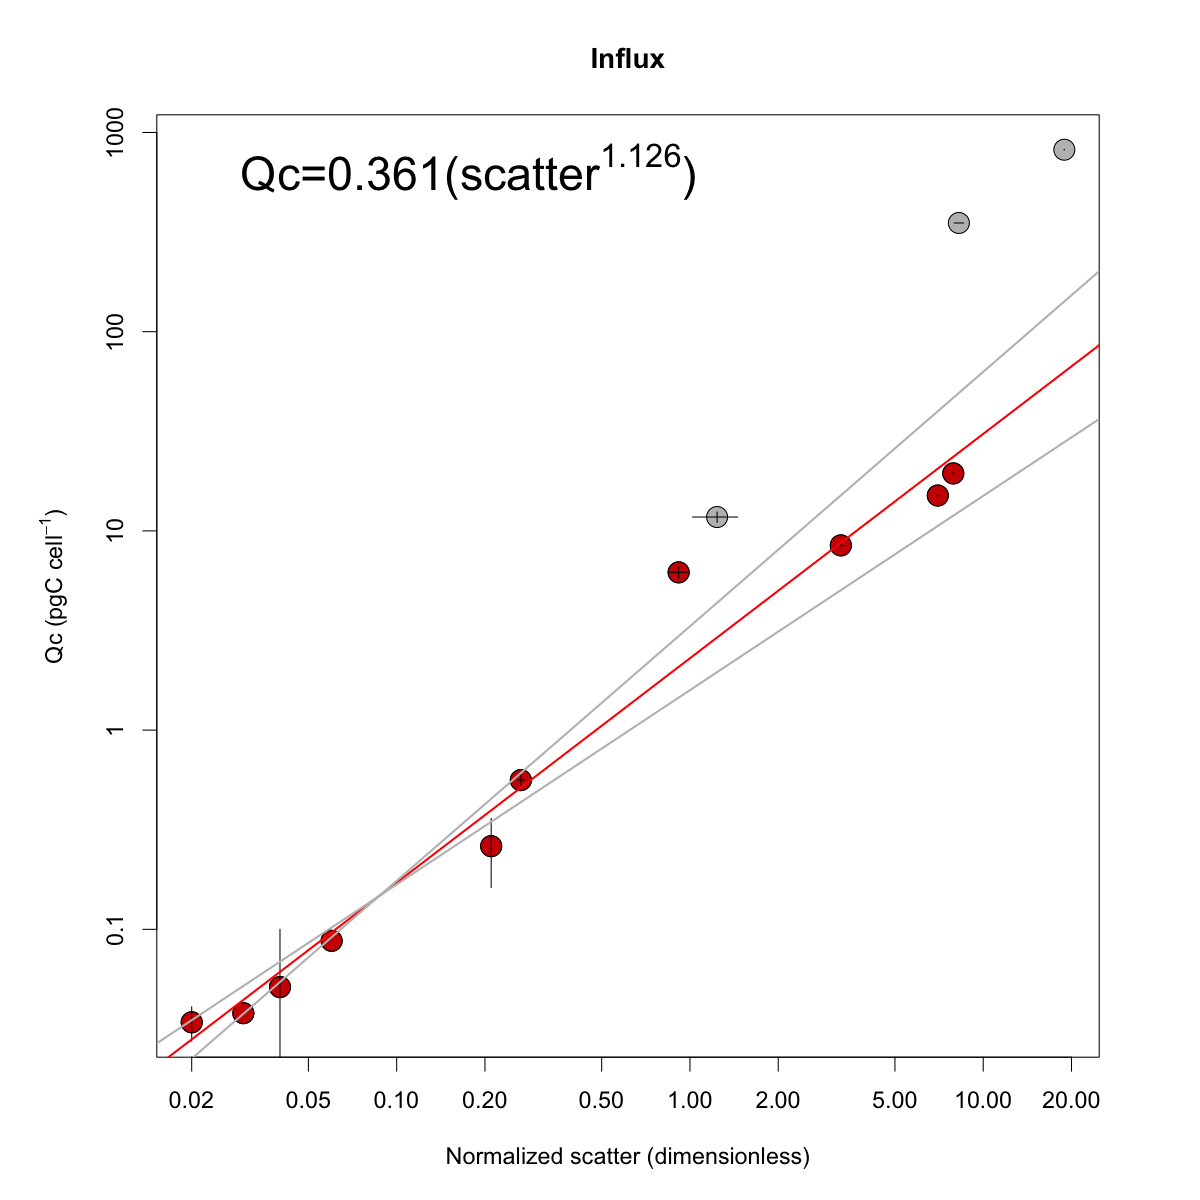 Influx
Qc=0.361(scatter^1.126)
1000
100
10
1
0.1
Qc (pgC cell⁻¹)
0.02 0.05 0.10 0.20 0.50 1.00 2.00 5.00 10.00 20.00
Normalized scatter (dimensionless)